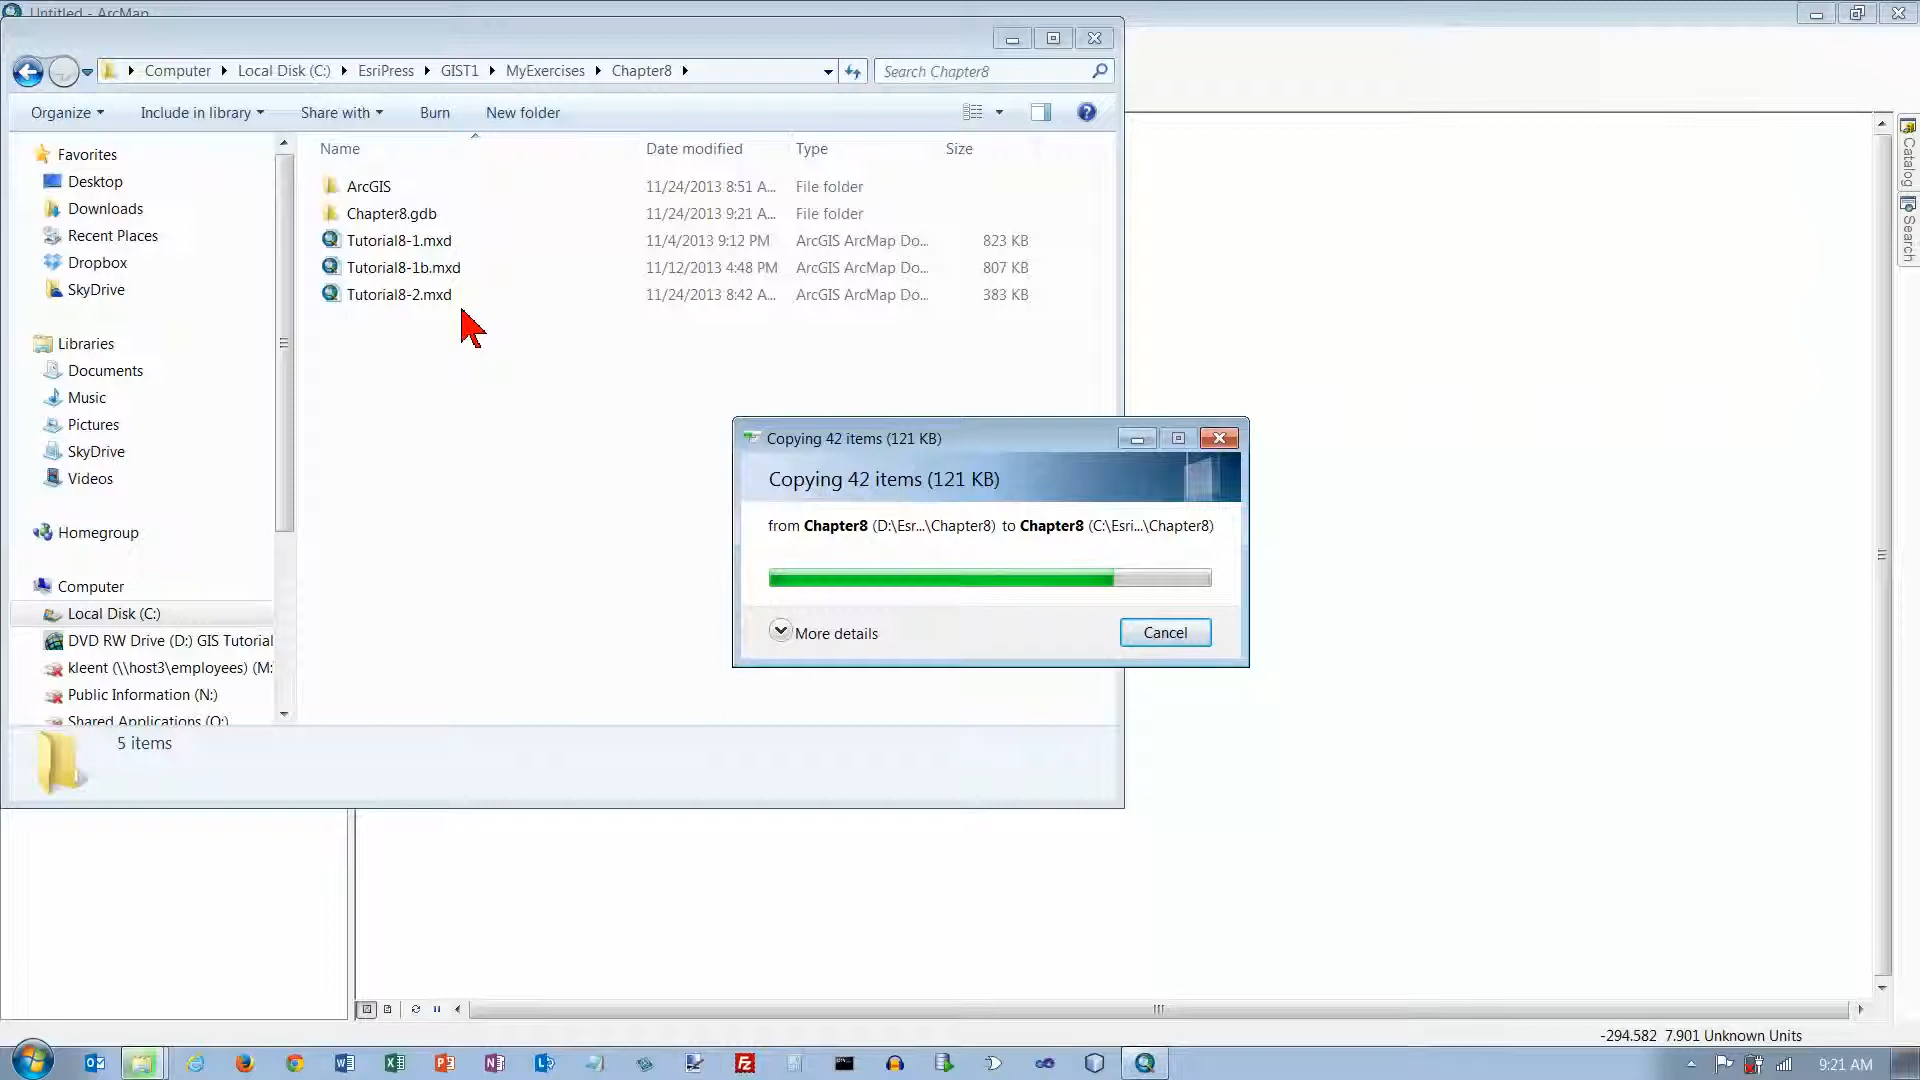 Untitled - ArcMap
Computer Local Disk (C:) EsriPress GIST1 MyExercises Chapter8
Search Chapter8
Organize Include in library Share with Burn New folder
Name Date modified Type Size
ArcGIS 11/24/2013 8:51 A... File folder
Chapter8.gdb 11/24/2013 9:21 A... File folder
Tutorial8-1.mxd 11/4/2013 9:12 PM ArcGIS ArcMap Do... 823 KB
Tutorial8-1b.mxd 11/12/2013 4:48 PM ArcGIS ArcMap Do... 807 KB
Tutorial8-2.mxd 11/24/2013 8:42 A... ArcGIS ArcMap Do... 383 KB
Favorites
Desktop
Downloads
Recent Places
Dropbox
SkyDrive
Libraries
Documents
Music
Pictures
SkyDrive
Videos
Homegroup
Computer
Local Disk (C:)
DVD RW Drive (D:) GIS Tutorial
kleent (\\host3\employees) (M:
Public Information (N:)
Shared Applications (O:)
5 items
Copying 42 items (121 KB)
Copying 42 items (121 KB)
from Chapter8 (D:\Esr...\Chapter8) to Chapter8 (C:\Esri...\Chapter8)
More details
Cancel
Catalog
Search
-294.582 7.901 Unknown Units
9:21 AM